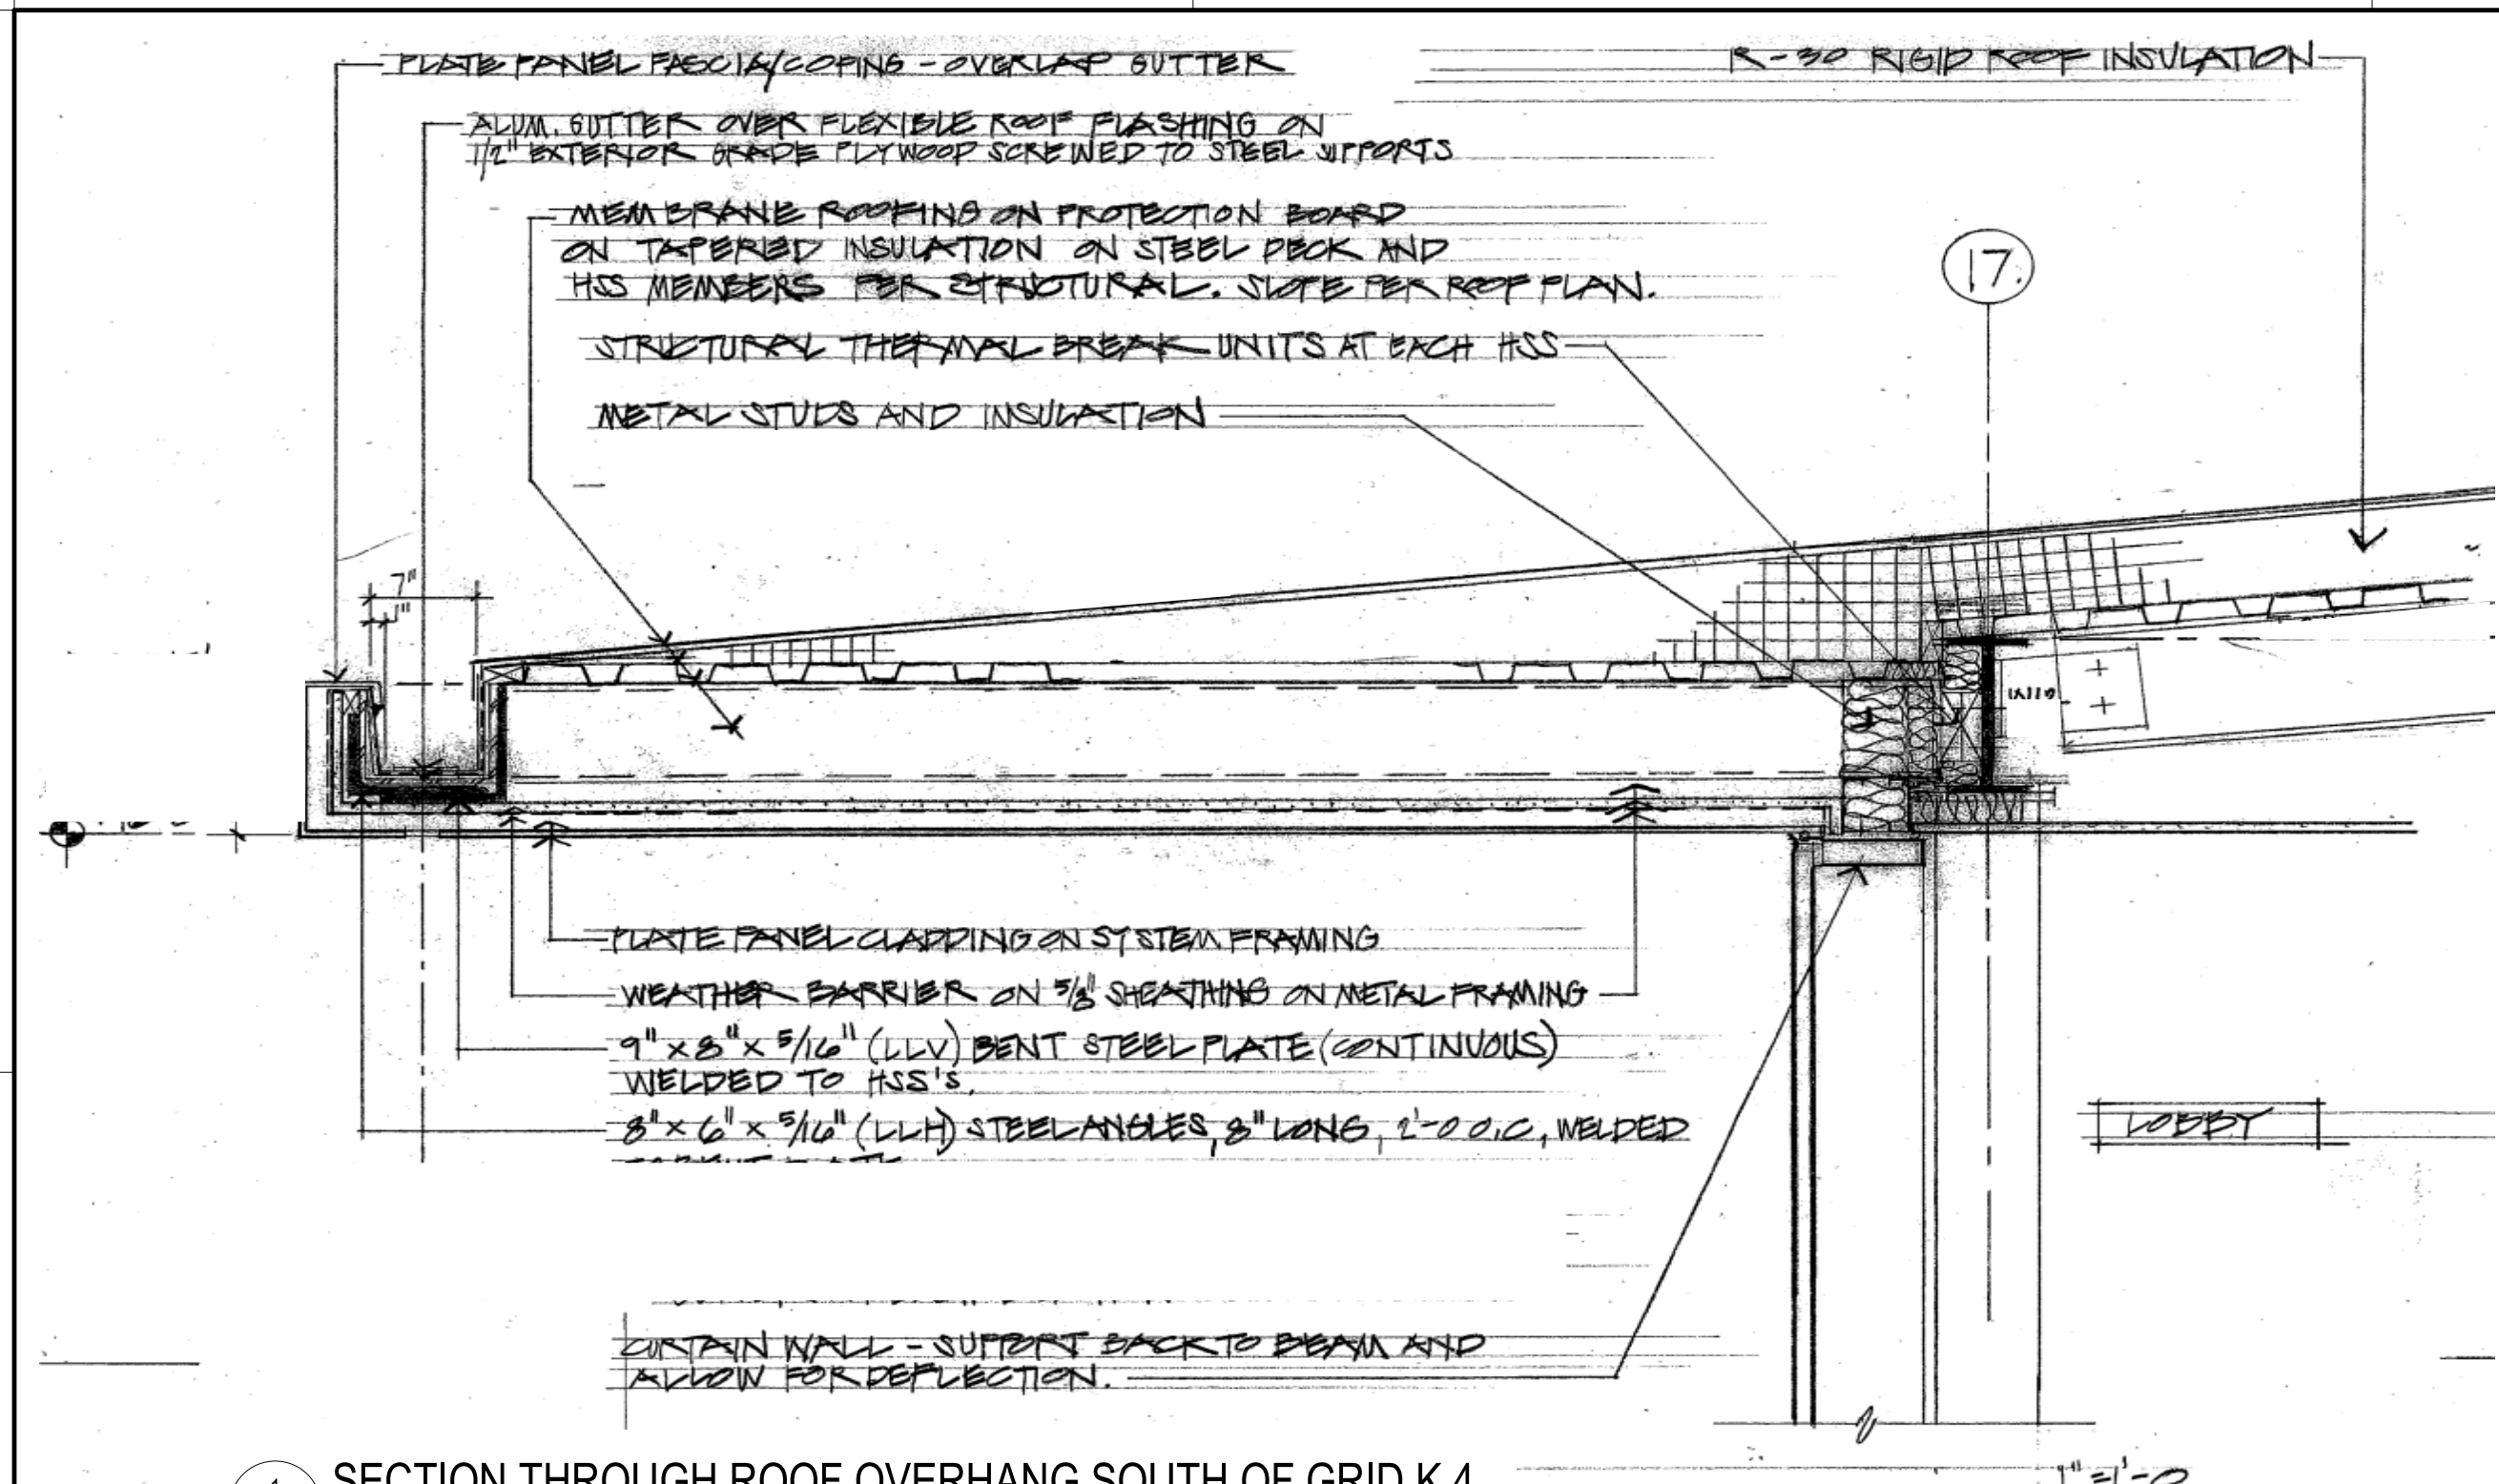 PLATE PANEL FASCIA/COPING - OVERLAP GUTTER
R-30 RIGID ROOF INSULATION
ALUM. GUTTER OVER FLEXIBLE ROOF FLASHING ON
1/2" EXTERIOR GRADE PLYWOOD SCREWED TO STEEL SUPPORTS
MEMBRANE ROOFING ON PROTECTION BOARD
ON TAPERED INSULATION ON STEEL DECK AND
HSS MEMBERS PER STRUCTURAL. SLOPE PER ROOF PLAN.
17.
STRUCTURAL THERMAL BREAK UNITS AT EACH HSS
METAL STUDS AND INSULATION
7"
1"
PLATE PANEL CLADDING ON SYSTEM FRAMING
WEATHER BARRIER ON 5/8" SHEATHING ON METAL FRAMING
9" x 8" x 5/16" (LLV) BENT STEEL PLATE (CONTINUOUS)
WELDED TO HSS'S.
8" x 6" x 5/16" (LLH) STEEL ANGLES, 8" LONG, 2'-0 O.C., WELDED
LOBBY
CURTAIN WALL - SUPPORT BACK TO BEAM AND
ALLOW FOR DEFLECTION.
SECTION THROUGH ROOF OVERHANG SOUTH OF GRID K.4
1" = 1'-0